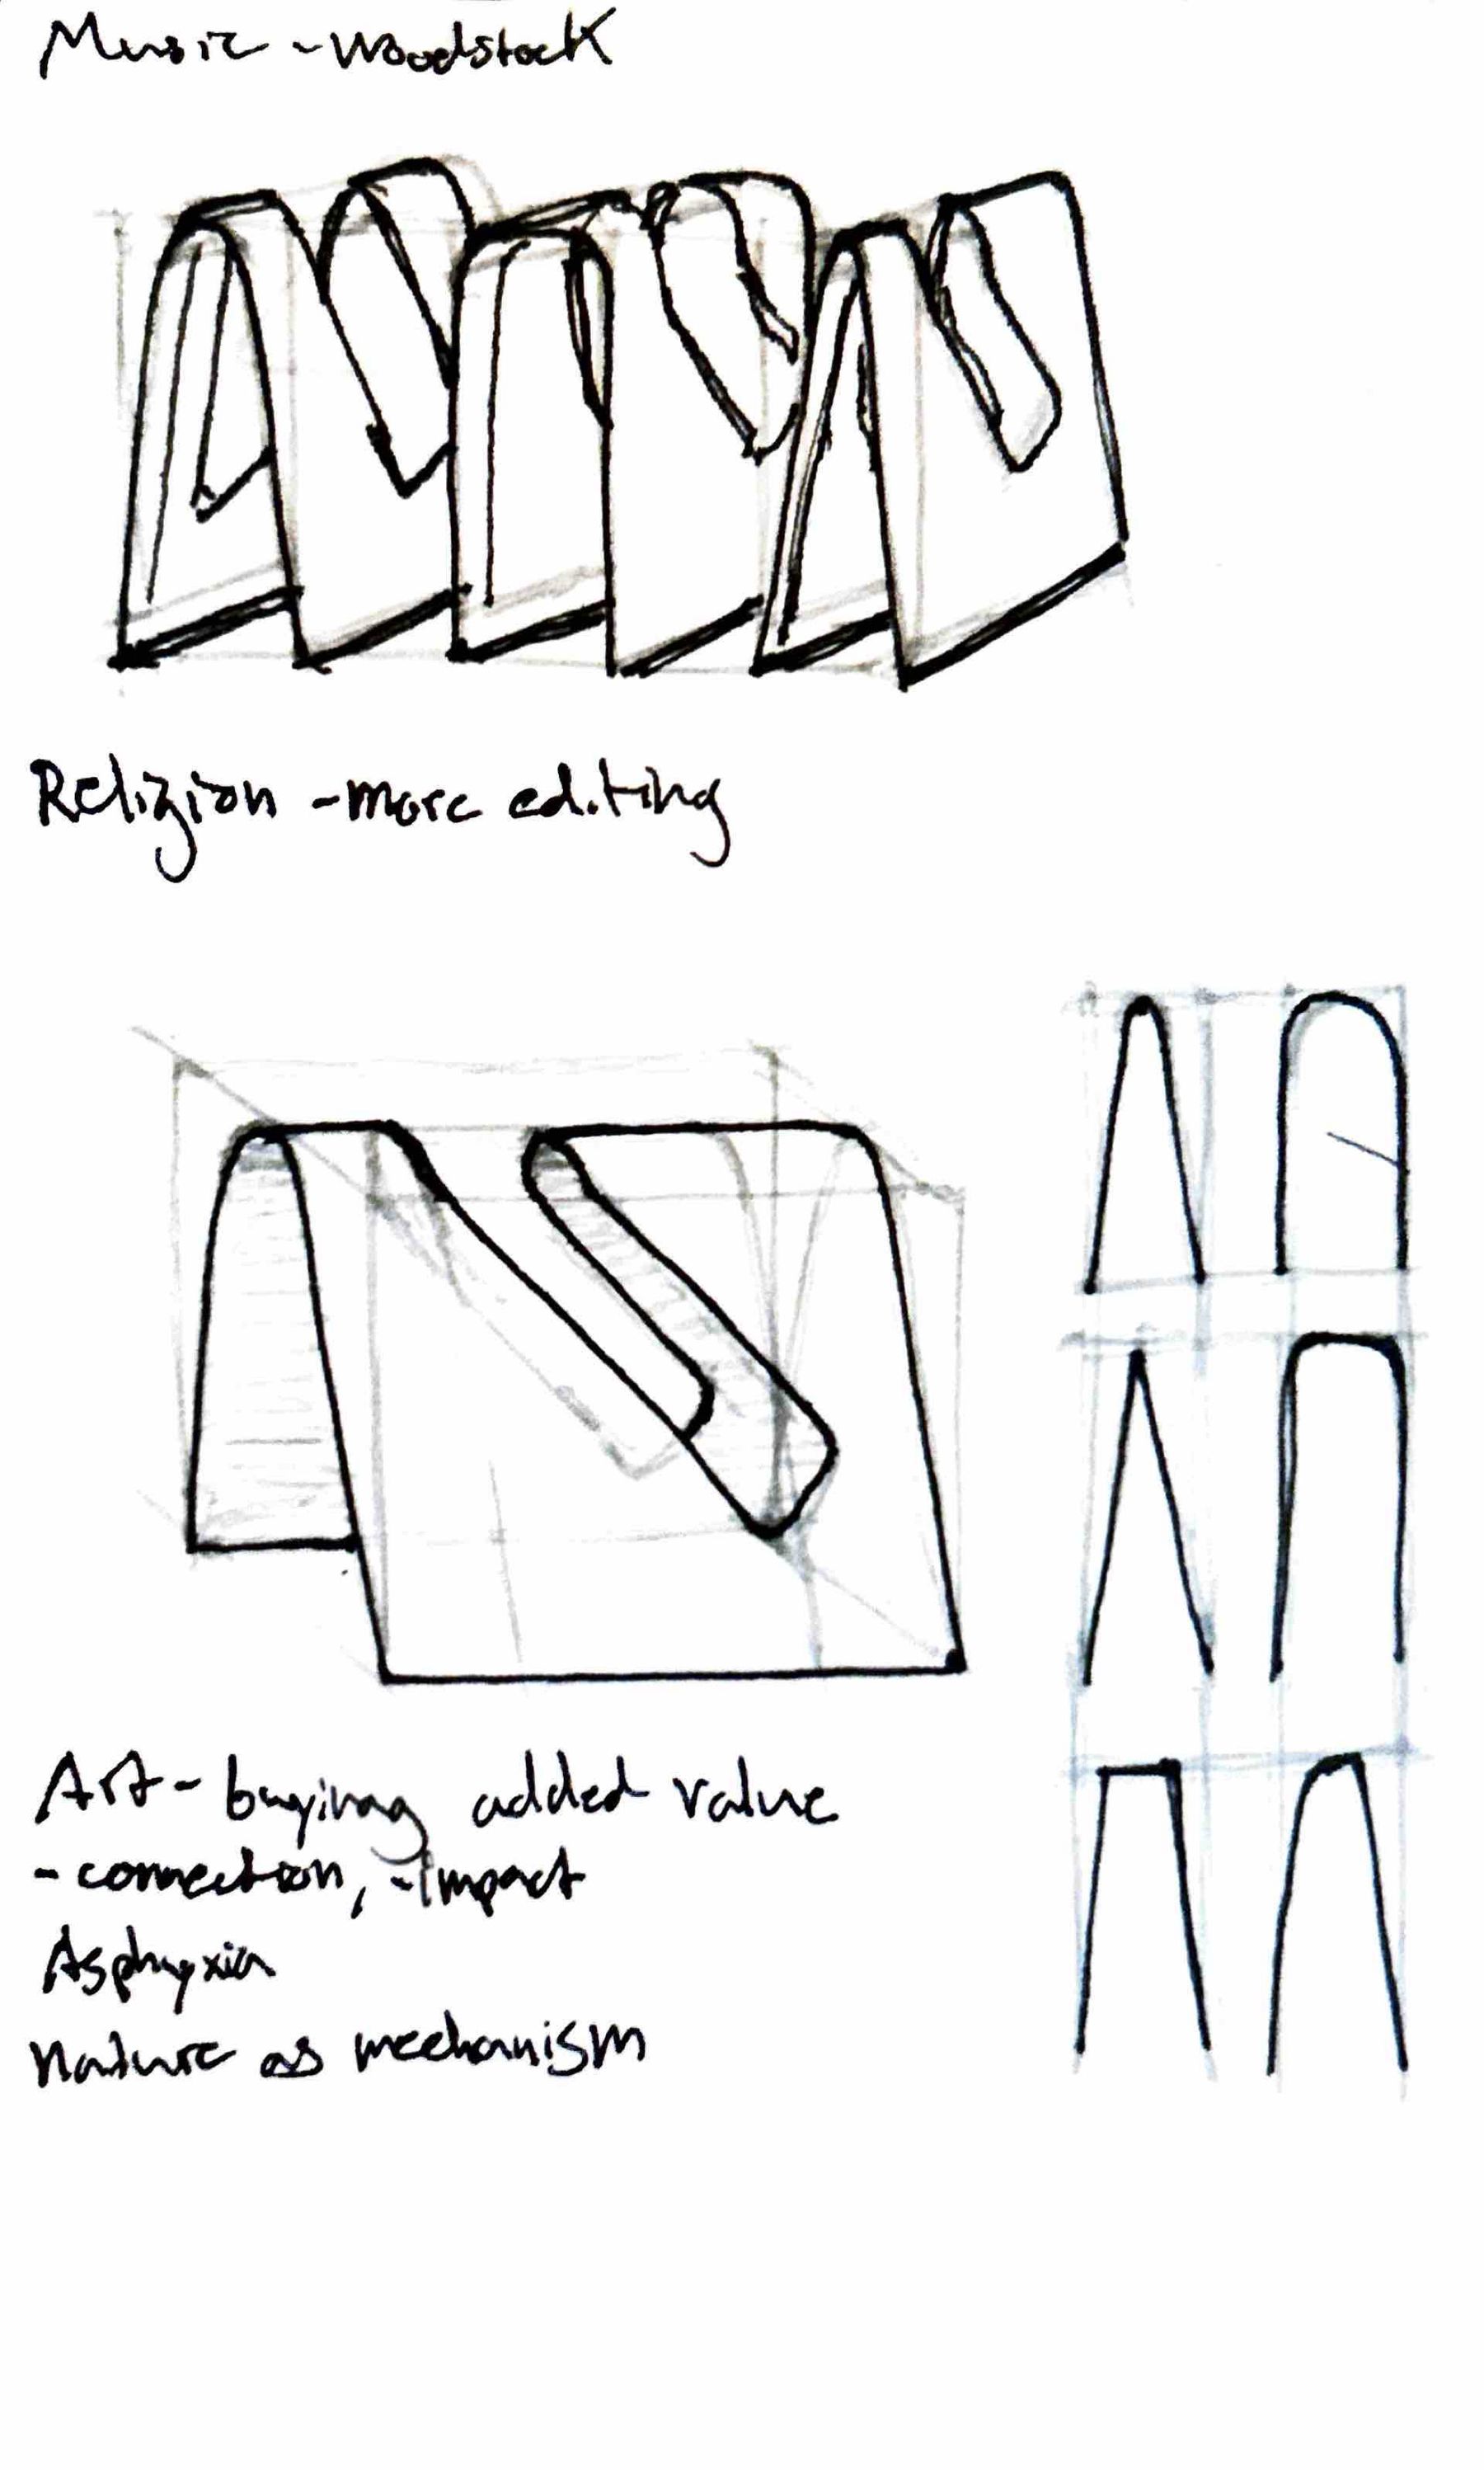 Music - Woodstock
Religion - more editing
Art - buying added value
- connection, - impact
Asphyxia
Nature as mechanism